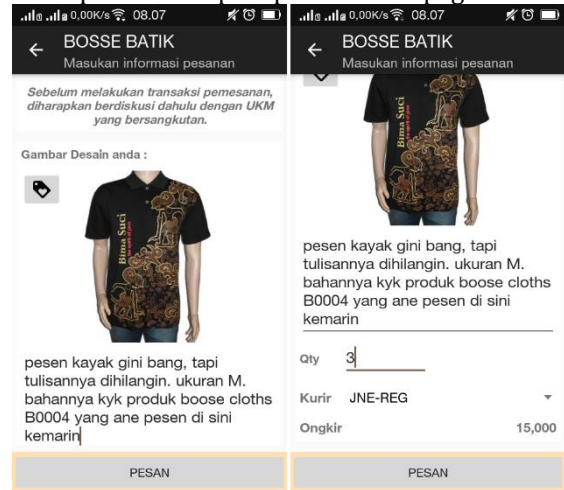 0,00K/s 08.07
BOSSE BATIK
Masukan informasi pesanan
Sebelum melakukan transaksi pemesanan,
diharapkan berdiskusi dahulu dengan UKM
yang bersangkutan.
Gambar Desain anda :
Bima Suci
pesen kayak gini bang, tapi
tulisannya dihilangin. ukuran M.
bahannya kyk produk boose cloths
B0004 yang ane pesen di sini
kemarin
PESAN
0,00K/s 08.07
BOSSE BATIK
Masukan informasi pesanan
Bima Suci
pesen kayak gini bang, tapi
tulisannya dihilangin. ukuran M.
bahannya kyk produk boose cloths
B0004 yang ane pesen di sini
kemarin
Qty 3
Kurir JNE-REG
Ongkir 15,000
PESAN